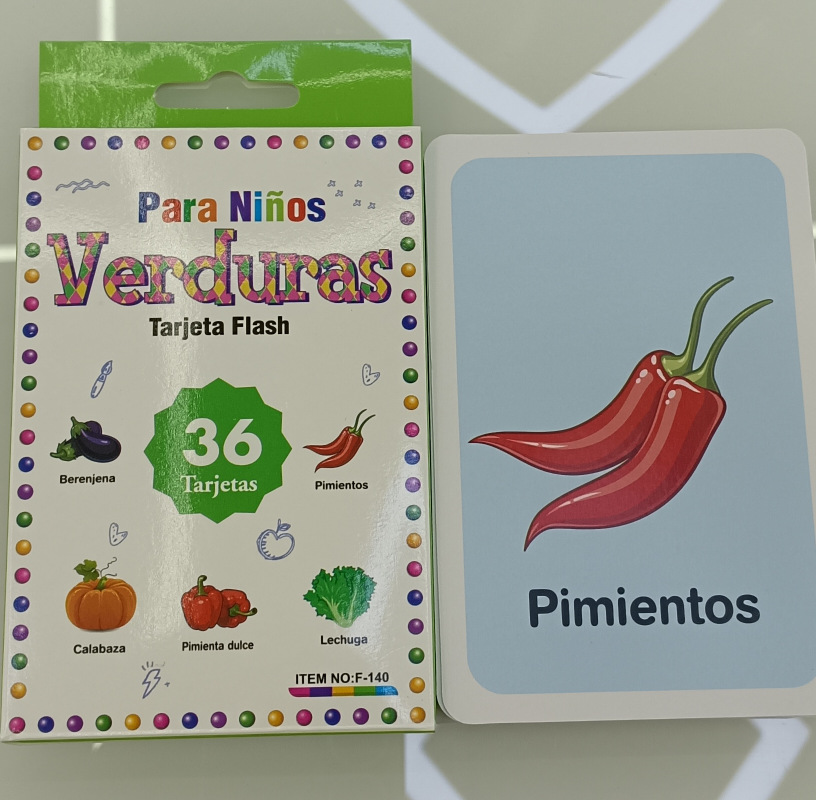 Para Niños
Verduras
Tarjeta Flash
36
Tarjetas
Berenjena
Pimientos
Calabaza
Pimienta dulce
Lechuga
ITEM NO:F-140
Pimientos